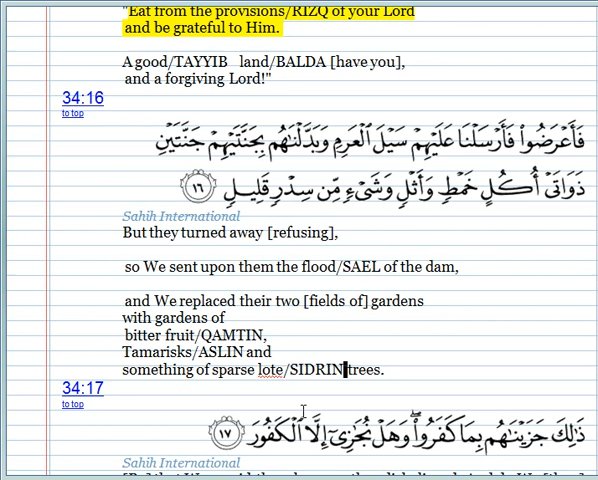 "Eat from the provisions/RIZQ of your Lord
and be grateful to Him.
A good/TAYYIB land/BALDA [have you],
and a forgiving Lord!"
34:16
to top
فَأَعْرَضُوا۟ فَأَرْسَلْنَا عَلَيْهِمْ سَيْلَ ٱلْعَرِمِ وَبَدَّلْنَٰهُم بِجَنَّتَيْهِمْ جَنَّتَيْنِ
ذَوَاتَىْ أُكُلٍ خَمْطٍ وَأَثْلٍ وَشَىْءٍ مِّن سِدْرٍ قَلِيلٍ ١٦
Sahih International
But they turned away [refusing],
so We sent upon them the flood/SAEL of the dam,
and We replaced their two [fields of] gardens
with gardens of
bitter fruit/QAMTIN,
Tamarisks/ASLIN and
something of sparse lote/SIDRIN trees.
34:17
to top
ذَٰلِكَ جَزَيْنَٰهُم بِمَا كَفَرُوا۟ ۖ وَهَلْ نُجَٰزِىٓ إِلَّا ٱلْكَفُورَ ١٧
Sahih International